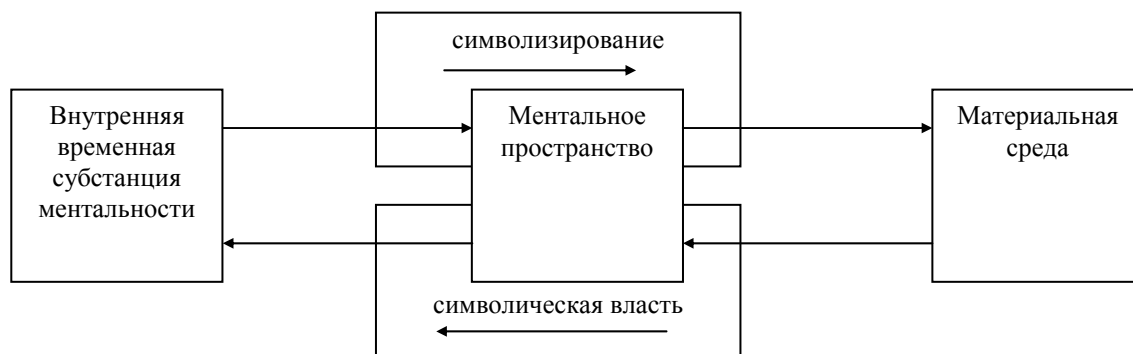 символизирование
Внутренняя
временная
субстанция
ментальности
Ментальное
пространство
Материальная
среда
символическая власть